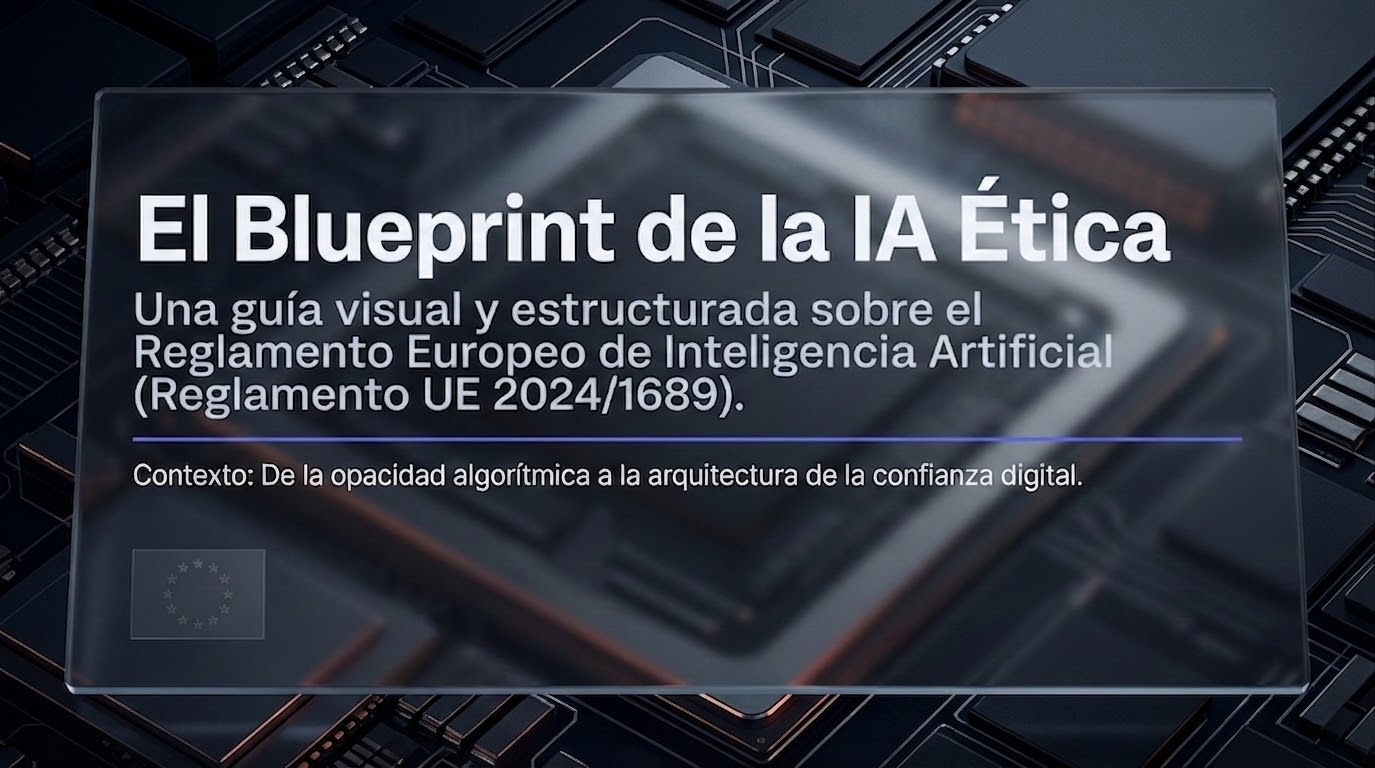 El Blueprint de la IA Ética
Una guía visual y estructurada sobre el
Reglamento Europeo de Inteligencia Artificial
(Reglamento UE 2024/1689).
Contexto: De la opacidad algorítmica a la arquitectura de la confianza digital.